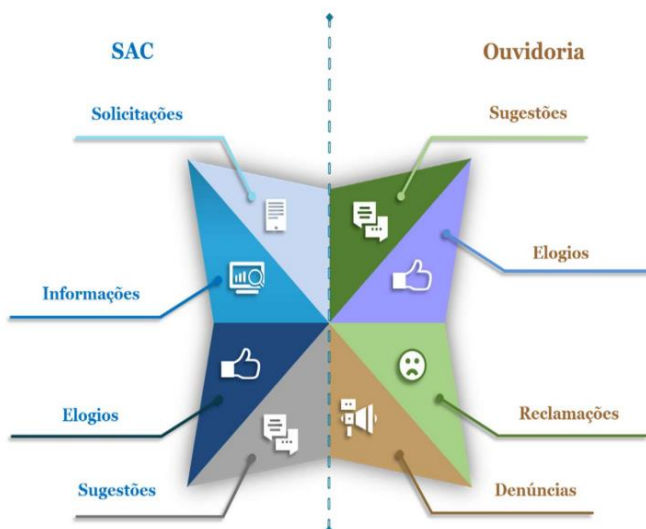 SAC
Ouvidoria
Solicitações
Sugestões
Informações
Elogios
Elogios
Reclamações
Sugestões
Denúncias